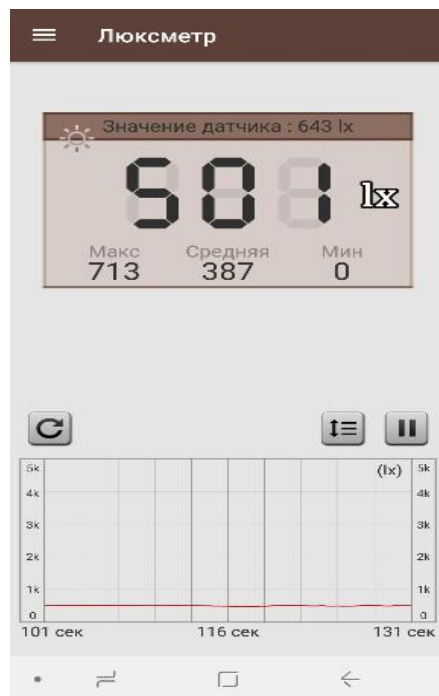 Люксметр
Значение датчика : 643 lx
501 lx
Макс Средняя Мин
713 387 0
(lx)
5k 5k
4k 4k
3k 3k
2k 2k
1k 1k
0 0
101 сек 116 сек 131 сек